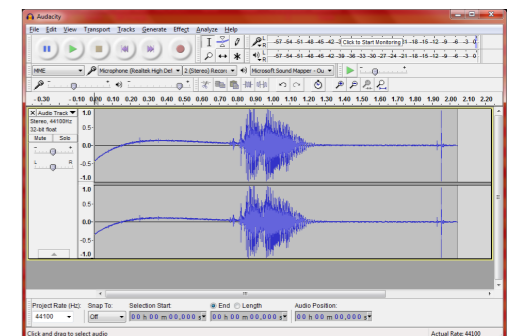 Audacity
File Edit View Transport Tracks Generate Effect Analyze Help
L R -57 -54 -51 -48 -45 -42 -3 Click to Start Monitoring 1 -18 -15 -12 -9 -6 -3 0
L R -57 -54 -51 -48 -45 -42 -39 -36 -33 -30 -27 -24 -21 -18 -15 -12 -9 -6 -3 0
MME Microphone (Realtek High Def 2 (Stereo) Recor Microsoft Sound Mapper - Ou
-0.30 -0.10 0.00 0.10 0.20 0.30 0.40 0.50 0.60 0.70 0.80 0.90 1.00 1.10 1.20 1.30 1.40 1.50 1.60 1.70 1.80 1.90 2.00 2.10 2.20
X Audio Track
Stereo, 44100Hz
32-bit float
Mute Solo
- +
L R
1.0
0.5
0.0
-0.5
-1.0
1.0
0.5
0.0
-0.5
-1.0
Project Rate (Hz): Snap To: Selection Start: End Length Audio Position:
44100 Off 00 h 00 m 00,000 s 00 h 00 m 00,000 s 00 h 00 m 00,000 s
Click and drag to select audio Actual Rate: 44100